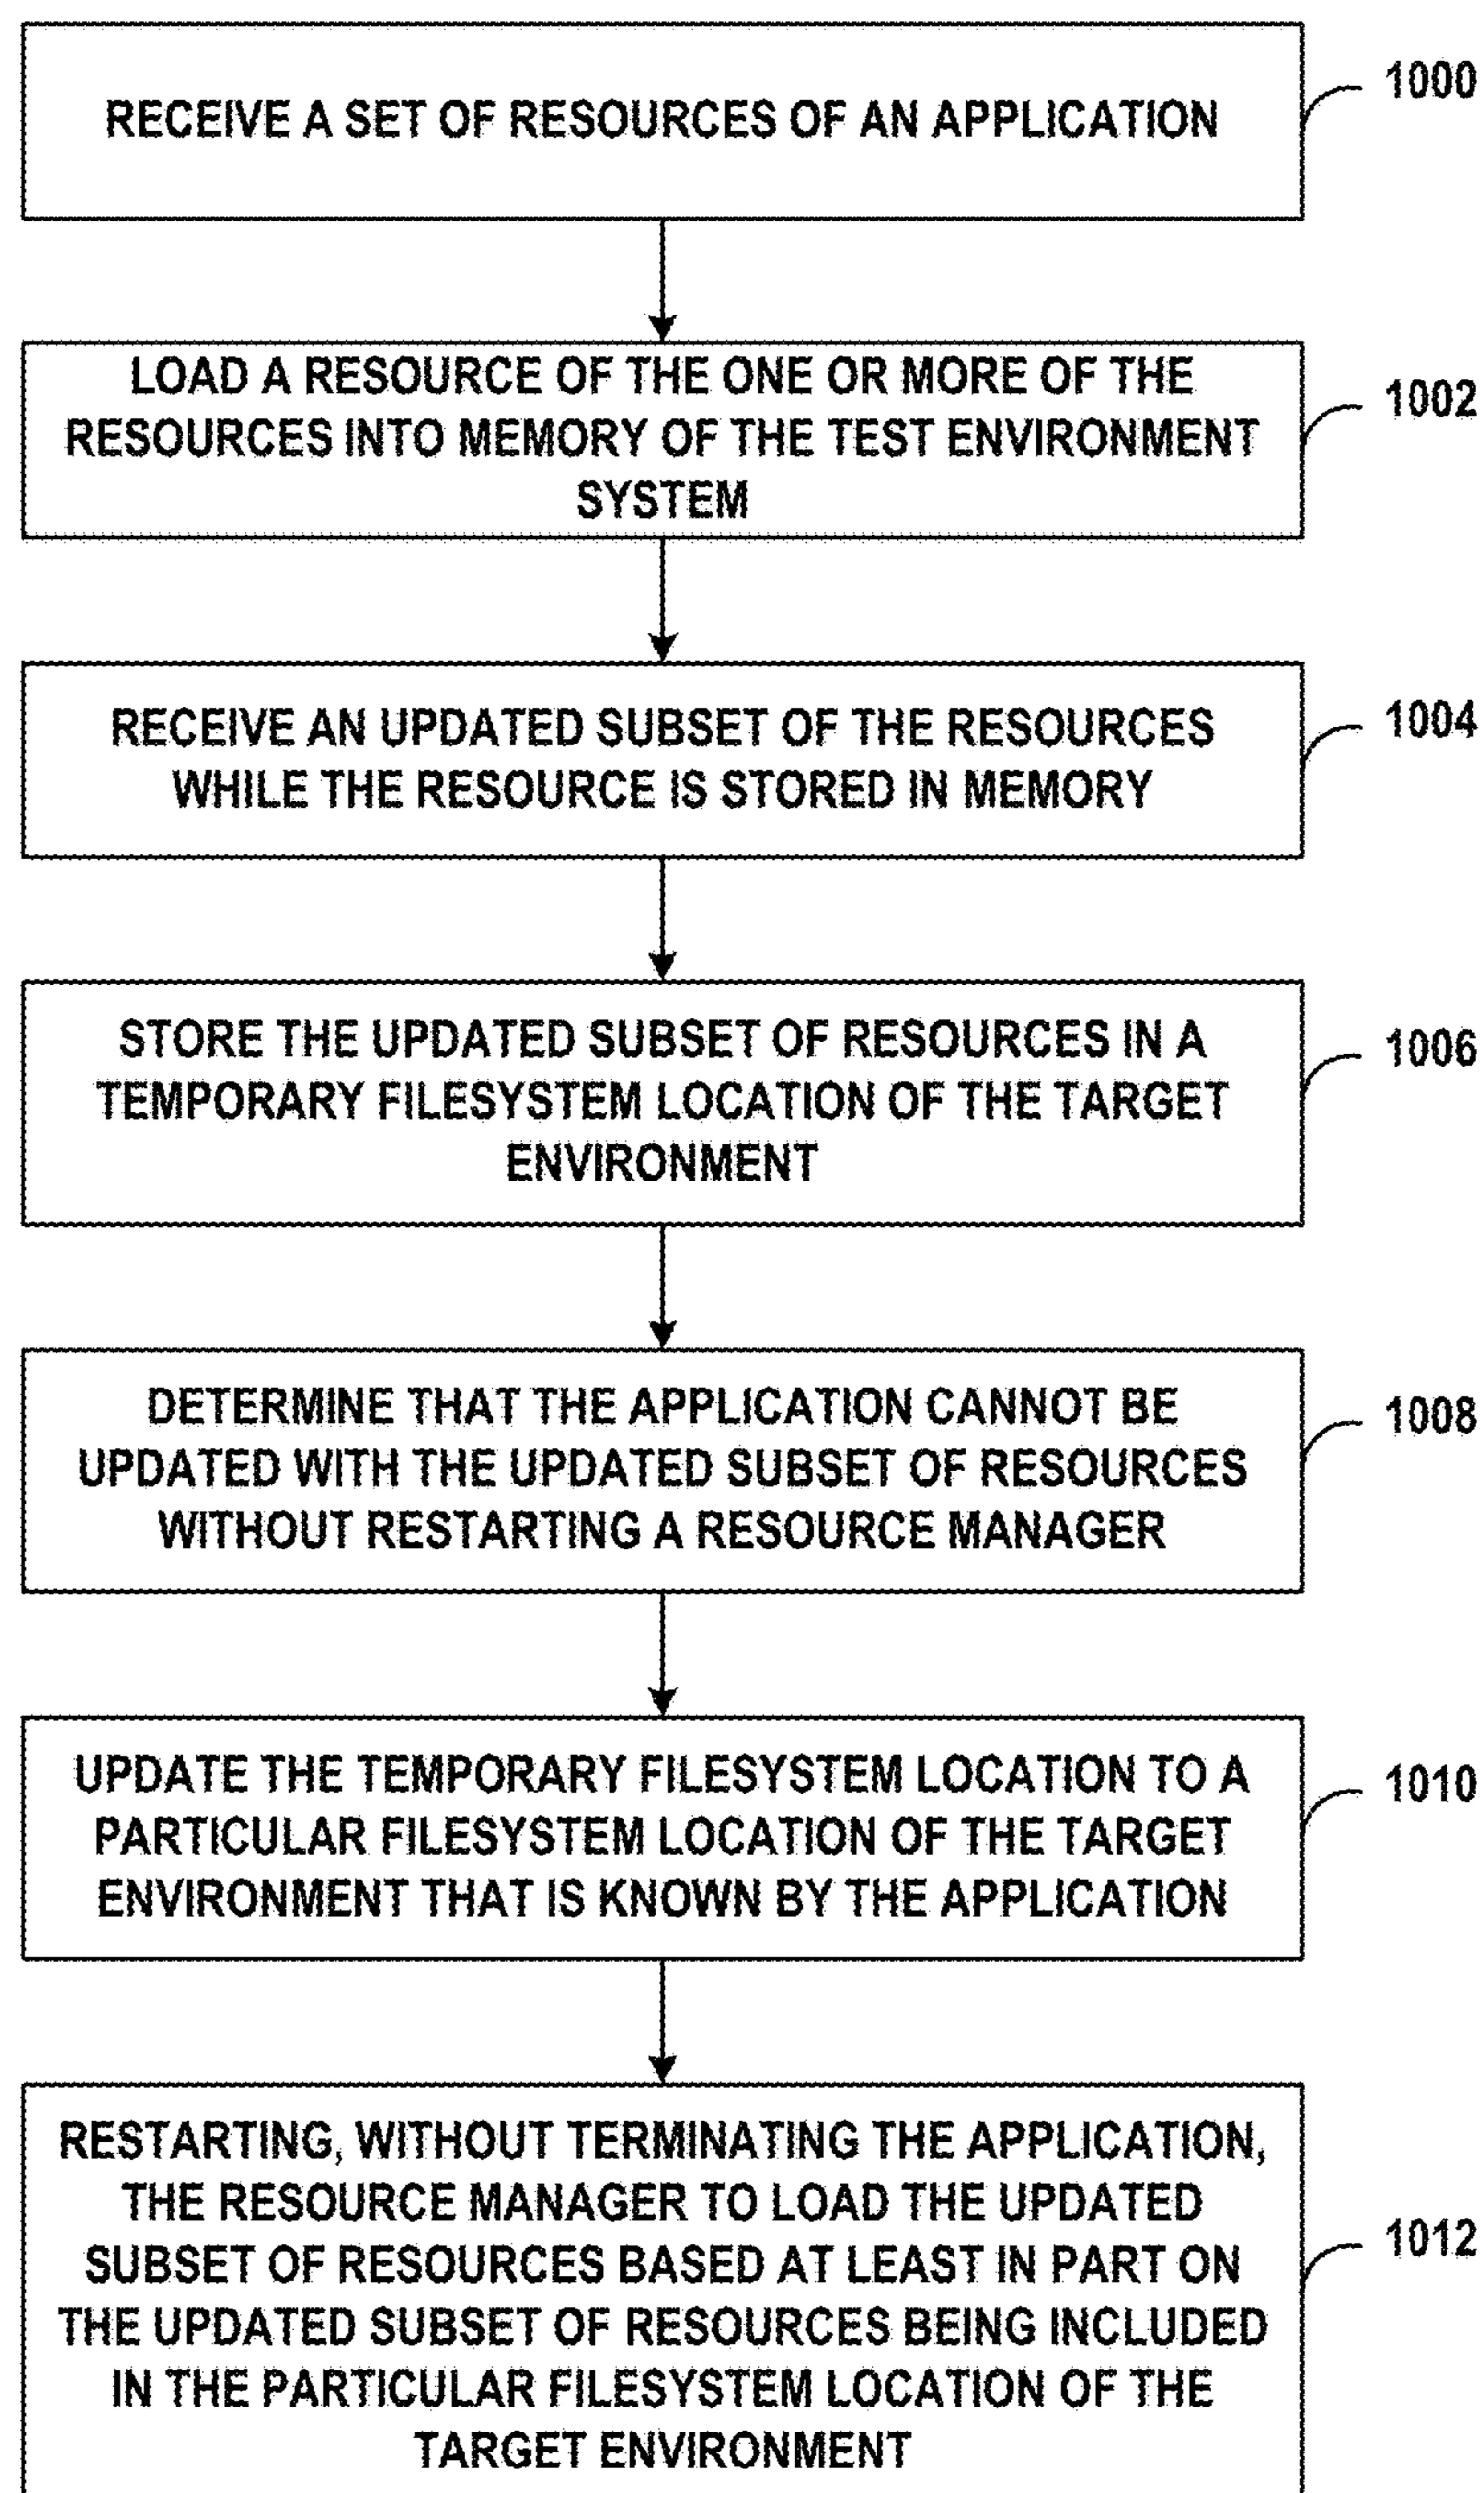 RECEIVE A SET OF RESOURCES OF AN APPLICATION
1000
LOAD A RESOURCE OF THE ONE OR MORE OF THE
RESOURCES INTO MEMORY OF THE TEST ENVIRONMENT
SYSTEM
1002
RECEIVE AN UPDATED SUBSET OF THE RESOURCES
WHILE THE RESOURCE IS STORED IN MEMORY
1004
STORE THE UPDATED SUBSET OF RESOURCES IN A
TEMPORARY FILESYSTEM LOCATION OF THE TARGET
ENVIRONMENT
1006
DETERMINE THAT THE APPLICATION CANNOT BE
UPDATED WITH THE UPDATED SUBSET OF RESOURCES
WITHOUT RESTARTING A RESOURCE MANAGER
1008
UPDATE THE TEMPORARY FILESYSTEM LOCATION TO A
PARTICULAR FILESYSTEM LOCATION OF THE TARGET
ENVIRONMENT THAT IS KNOWN BY THE APPLICATION
1010
RESTARTING, WITHOUT TERMINATING THE APPLICATION,
THE RESOURCE MANAGER TO LOAD THE UPDATED
SUBSET OF RESOURCES BASED AT LEAST IN PART ON
THE UPDATED SUBSET OF RESOURCES BEING INCLUDED
IN THE PARTICULAR FILESYSTEM LOCATION OF THE
TARGET ENVIRONMENT
1012